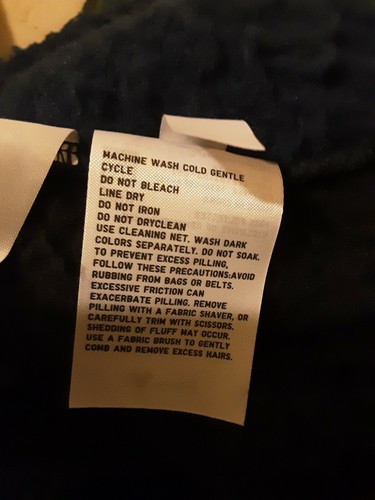 MACHINE WASH COLD GENTLE
CYCLE
DO NOT BLEACH
LINE DRY
DO NOT IRON
DO NOT DRYCLEAN
USE CLEANING NET. WASH DARK
COLORS SEPARATELY. DO NOT SOAK.
TO PREVENT EXCESS PILLING,
FOLLOW THESE PRECAUTIONS:AVOID
RUBBING FROM BAGS OR BELTS.
EXCESSIVE FRICTION CAN
EXACERBATE PILLING. REMOVE
PILLING WITH A FABRIC SHAVER, OR
CAREFULLY TRIM WITH SCISSORS.
SHEDDING OF FLUFF MAY OCCUR.
USE A FABRIC BRUSH TO GENTLY
COMB AND REMOVE EXCESS HAIRS.